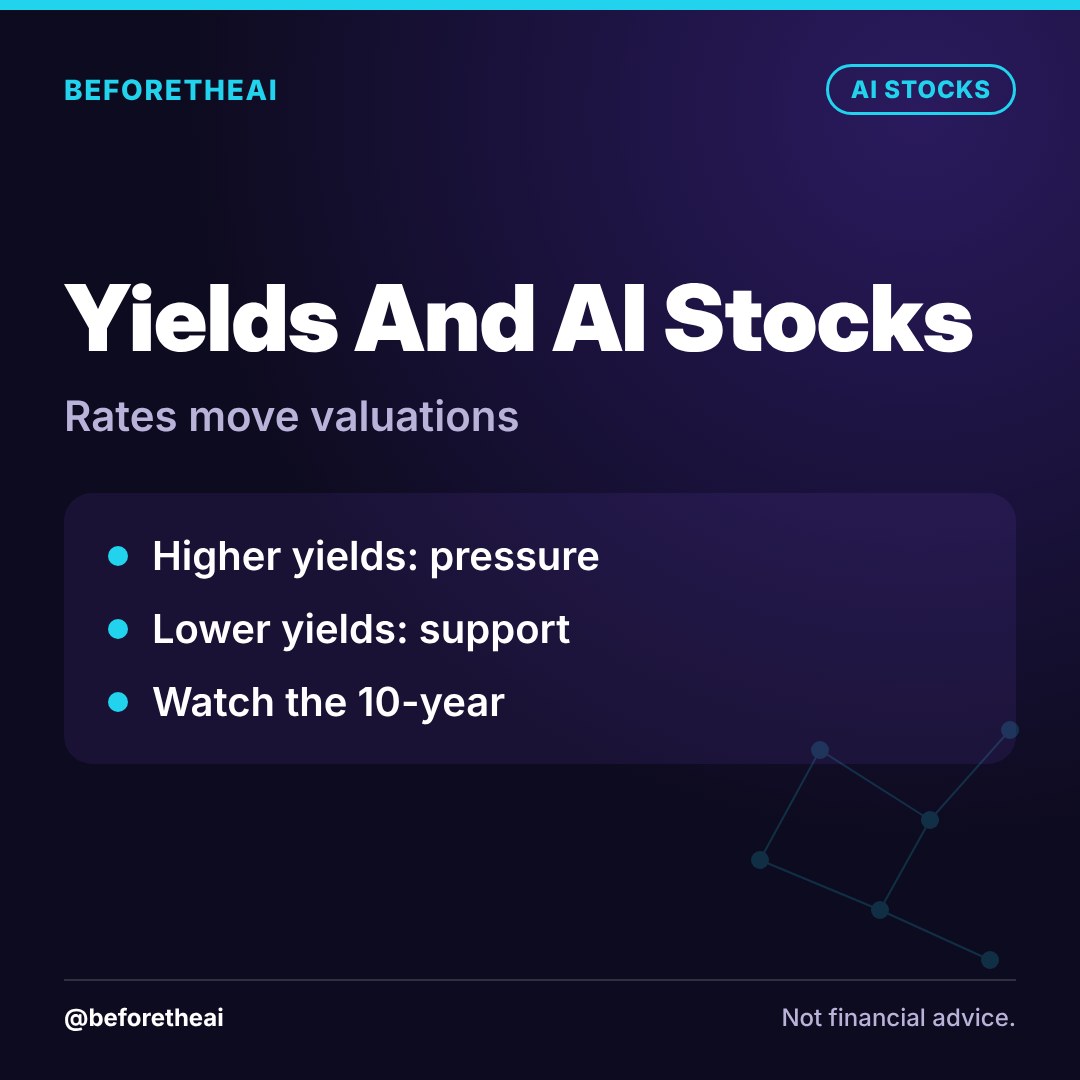 BEFORETHEAI
AI STOCKS
Yields And AI Stocks
Rates move valuations
Higher yields: pressure
Lower yields: support
Watch the 10-year
@beforetheai
Not financial advice.